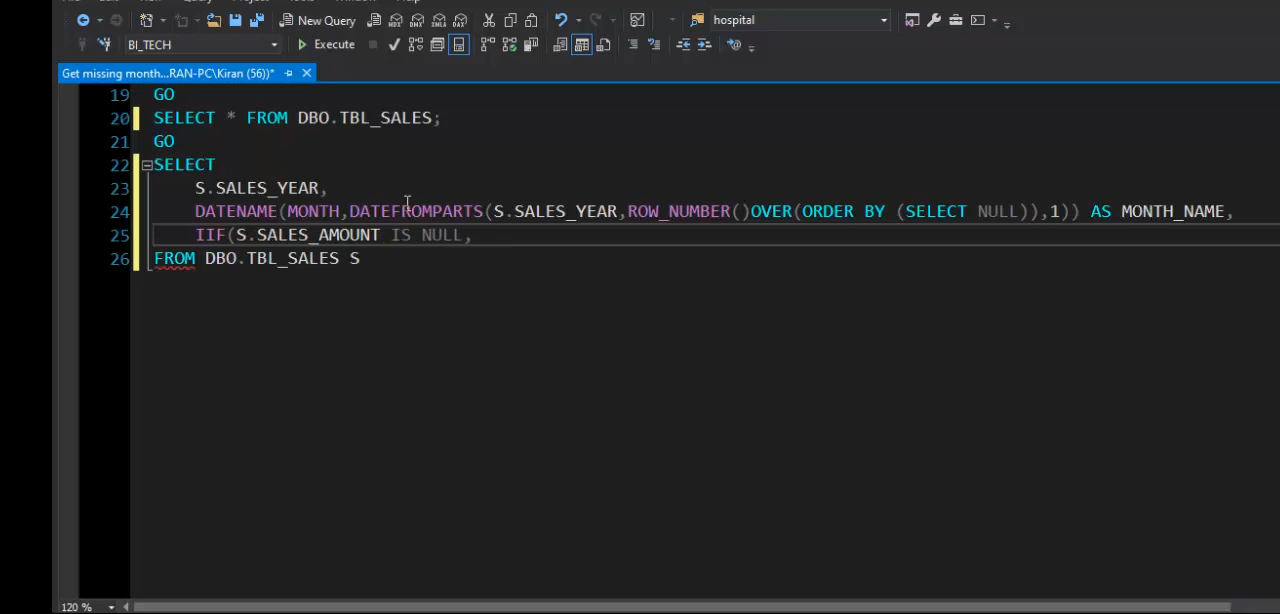 New Query
hospital
BI_TECH
Execute
Get missing month...RAN-PC\Kiran (56))*
19 GO
20 SELECT * FROM DBO.TBL_SALES;
21 GO
22 SELECT
23 S.SALES_YEAR,
24 DATENAME(MONTH,DATEFROMPARTS(S.SALES_YEAR,ROW_NUMBER()OVER(ORDER BY (SELECT NULL)),1)) AS MONTH_NAME,
25 IIF(S.SALES_AMOUNT IS NULL,
26 FROM DBO.TBL_SALES S
120 %